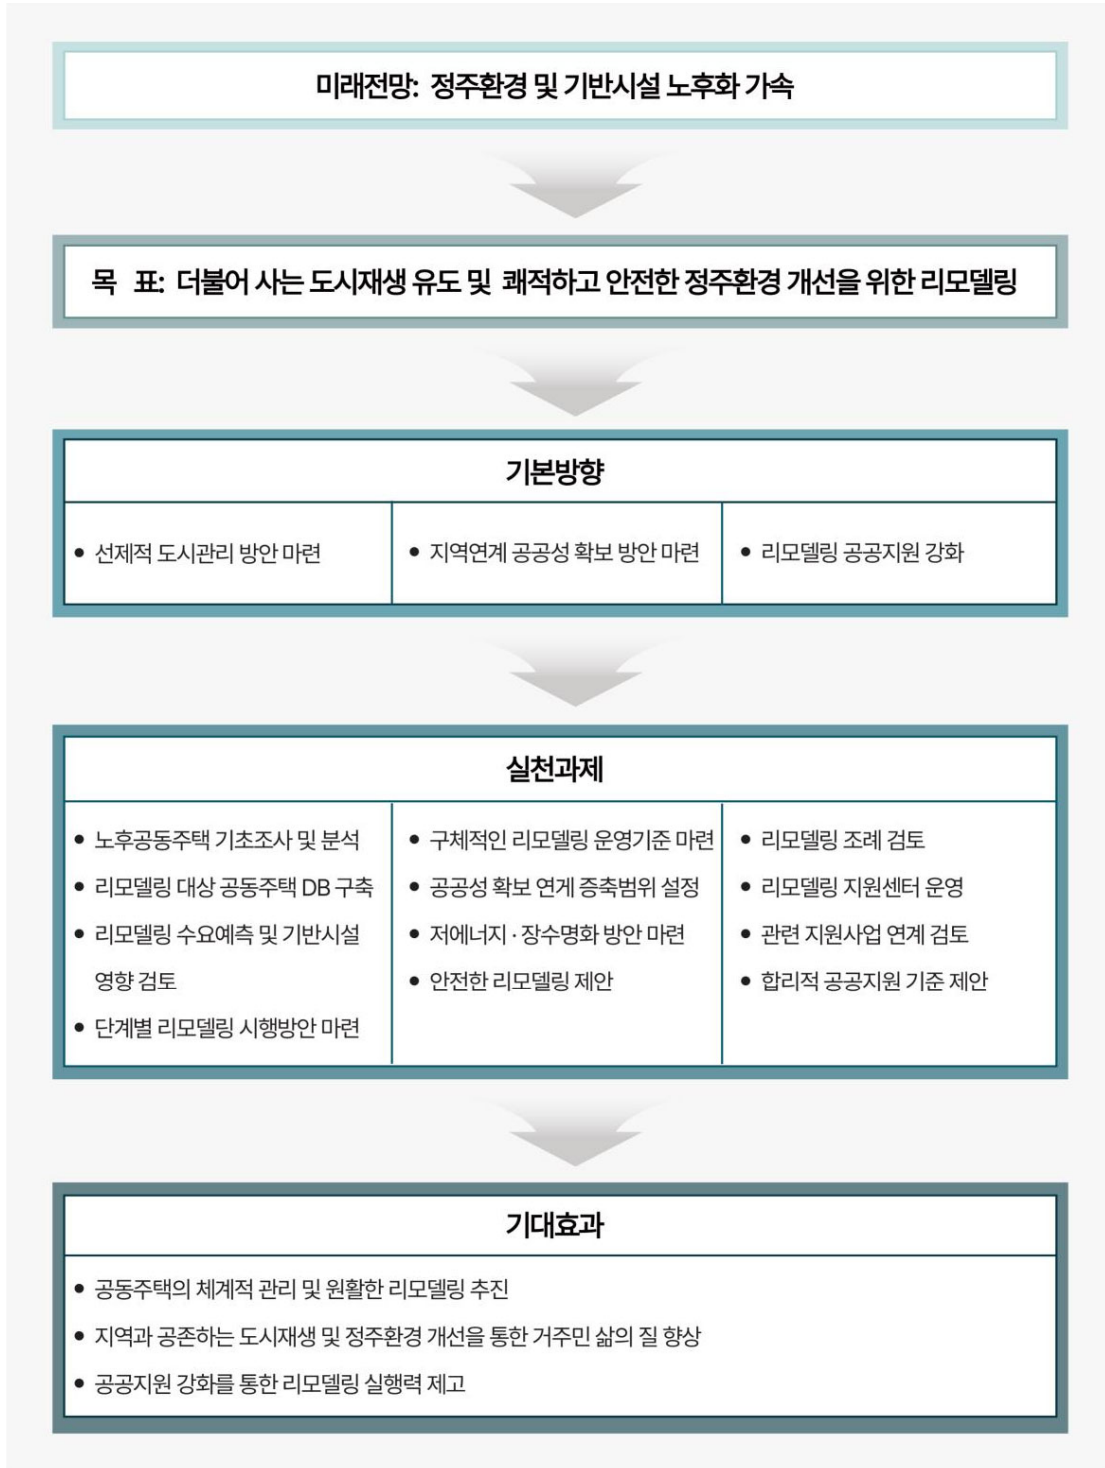 미래전망: 정주환경 및 기반시설 노후화 가속
목 표: 더불어 사는 도시재생 유도 및 쾌적하고 안전한 정주환경 개선을 위한 리모델링
기본방향
• 선제적 도시관리 방안 마련
• 지역연계 공공성 확보 방안 마련
• 리모델링 공공지원 강화
실천과제
• 노후공동주택 기초조사 및 분석
• 리모델링 대상 공동주택 DB 구축
• 리모델링 수요예측 및 기반시설
영향 검토
• 단계별 리모델링 시행방안 마련
• 구체적인 리모델링 운영기준 마련
• 공공성 확보 연게 증축범위 설정
• 저에너지 · 장수명화 방안 마련
• 안전한 리모델링 제안
• 리모델링 조례 검토
• 리모델링 지원센터 운영
• 관련 지원사업 연계 검토
• 합리적 공공지원 기준 제안
기대효과
• 공동주택의 체계적 관리 및 원활한 리모델링 추진
• 지역과 공존하는 도시재생 및 정주환경 개선을 통한 거주민 삶의 질 향상
• 공공지원 강화를 통한 리모델링 실행력 제고